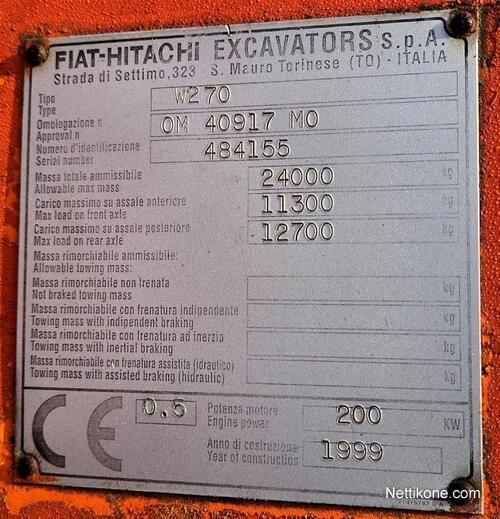 FIAT-HITACHI EXCAVATORS S.p.A.
Strada di Settimo,323 S. Mauro Torinese (TO) - ITALIA
Tipo
Type
W270
Omologazione n
Approval n
OM 40917 MO
Numero d'identificazione
Serial number
484155
Massa totale ammissibile
Allowable max mass
24000 kg
Carico massimo su assale anteriore
Max load on front axle
11300 kg
Carico massimo su assale posteriore
Max load on rear axle
12700 kg
Massa rimorchiabile ammissibile:
Allowable towing mass:
Massa rimorchiabile non frenata
Not braked towing mass
kg
Massa rimorchiabile con frenatura indipendente
Towing mass with indipendent braking
kg
Massa rimorchiabile con frenatura ad inerzia
Towing mass with inertial braking
kg
Massa rimorchiabile con frenatura assistita (idraulico)
Towing mass with assisted braking (hidraulic)
kg
CE
0.5
Potenza motore
Engine power
200 KW
Anno di costruzione
Year of construction
1999
Nettikone.com